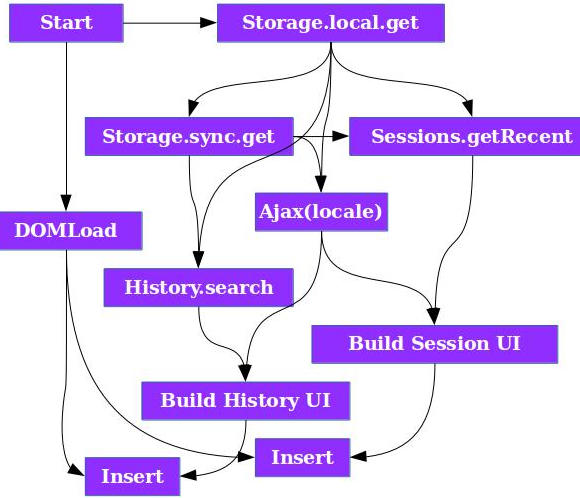 Start
Storage.local.get
Storage.sync.get
Sessions.getRecent
Ajax(locale)
DOMLoad
History.search
Build Session UI
Build History UI
Insert
Insert